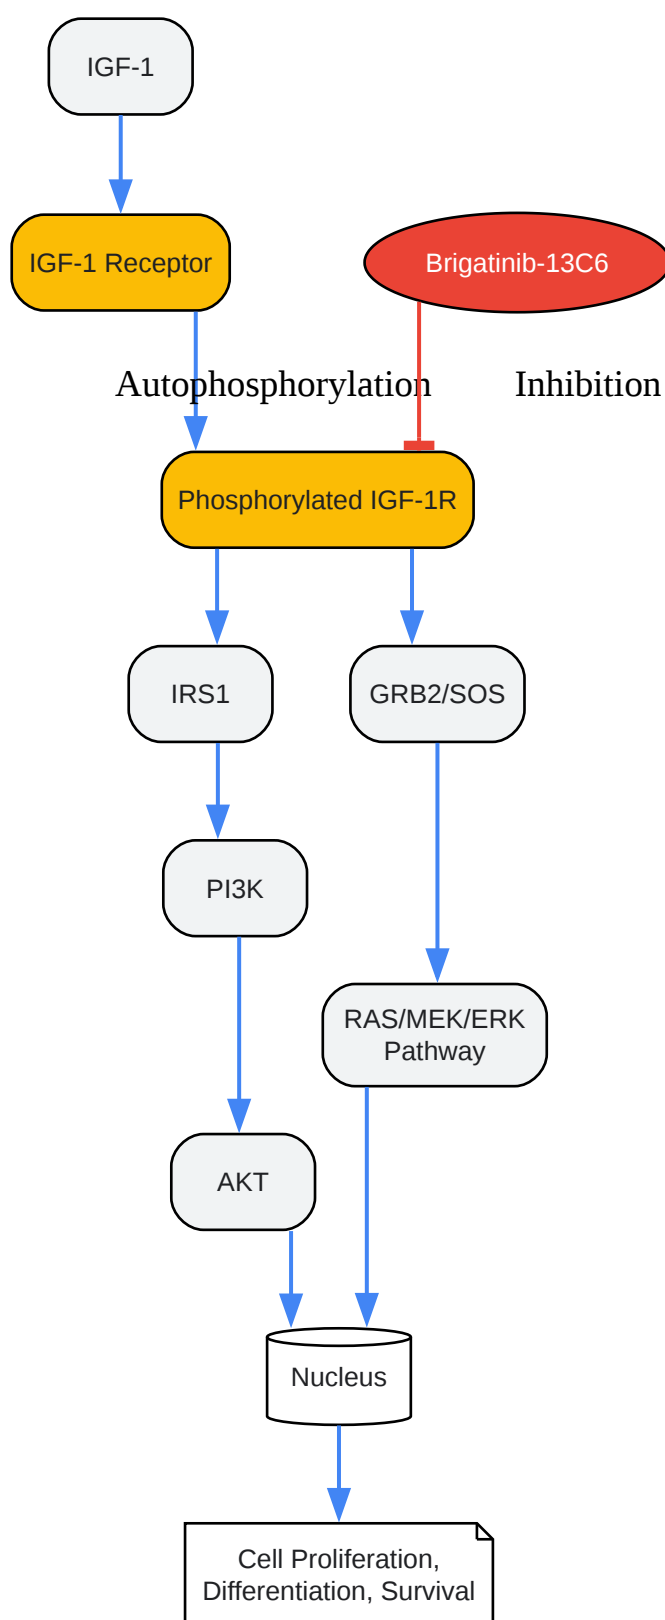 IGF-1
IGF-1 Receptor
Brigatinib-13C6
Autophosphorylation
Inhibition
Phosphorylated IGF-1R
IRS1
GRB2/SOS
PI3K
RAS/MEK/ERK
Pathway
AKT
Nucleus
Cell Proliferation,
Differentiation, Survival